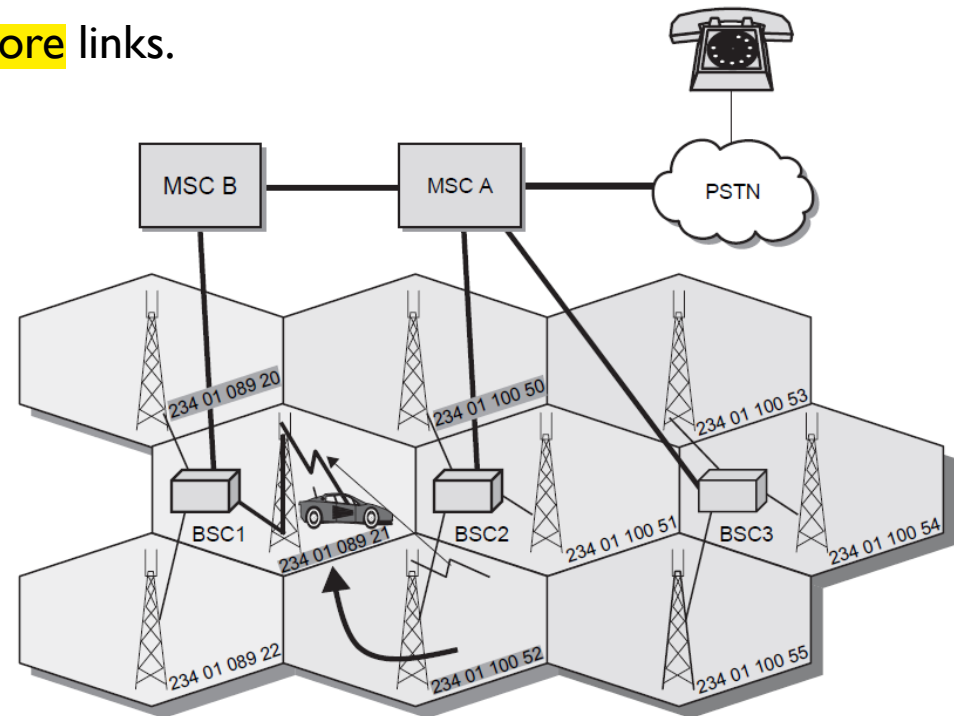 ore links.
MSC B
MSC A
PSTN
234 01 089 20
234 01 100 50
234 01 100 53
BSC1
234 01 089 21
BSC2
234 01 100 51
BSC3
234 01 100 54
234 01 089 22
234 01 100 52
234 01 100 55